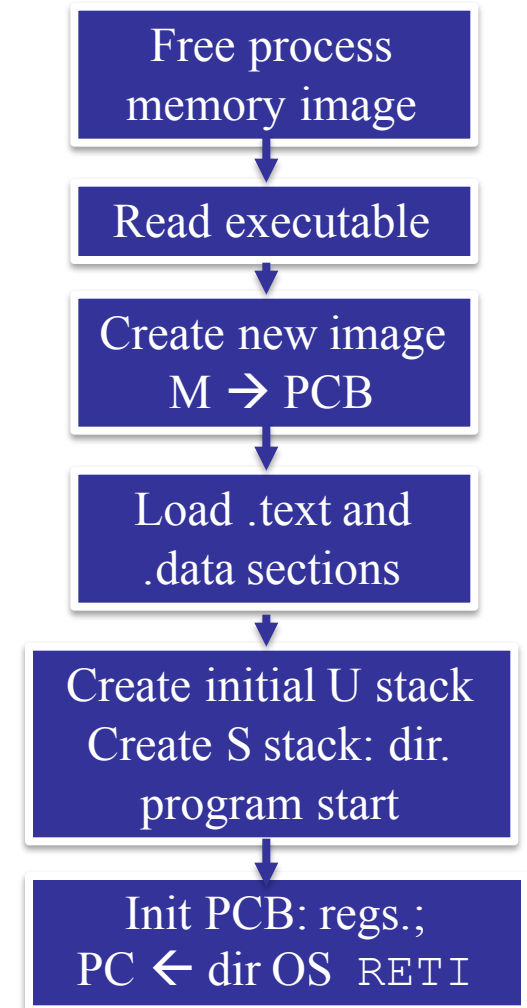 Free process
memory image
Read executable
Create new image
M → PCB
Load .text and
.data sections
Create initial U stack
Create S stack: dir.
program start
Init PCB: regs.;
PC ← dir OS RETI